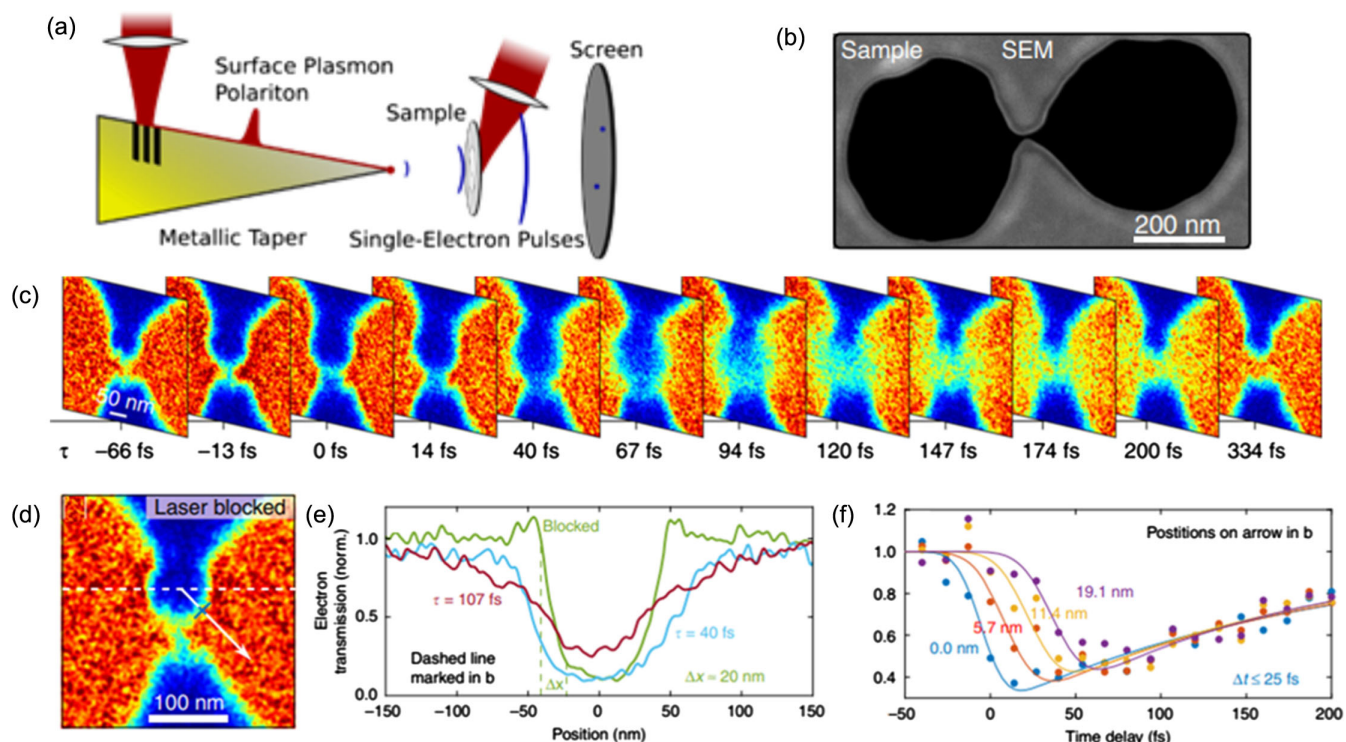 (a)
Surface Plasmon
Polariton
Sample
Screen
Metallic Taper
Single-Electron Pulses
(b)
Sample
SEM
200 nm
(c)
50 nm
τ
−66 fs
−13 fs
0 fs
14 fs
40 fs
67 fs
94 fs
120 fs
147 fs
174 fs
200 fs
334 fs
(d)
Laser blocked
100 nm
(e)
Electron
transmission (norm.)
1.0
0.5
0.0
Blocked
τ = 107 fs
τ = 40 fs
Dashed line
marked in b
Δx
Δx = 20 nm
−150
−100
−50
0
50
100
150
Position (nm)
(f)
1.2
1.0
0.8
0.6
0.4
Postitions on arrow in b
19.1 nm
11.4 nm
5.7 nm
0.0 nm
Δt ≤ 25 fs
−50
0
50
100
150
200
Time delay (fs)